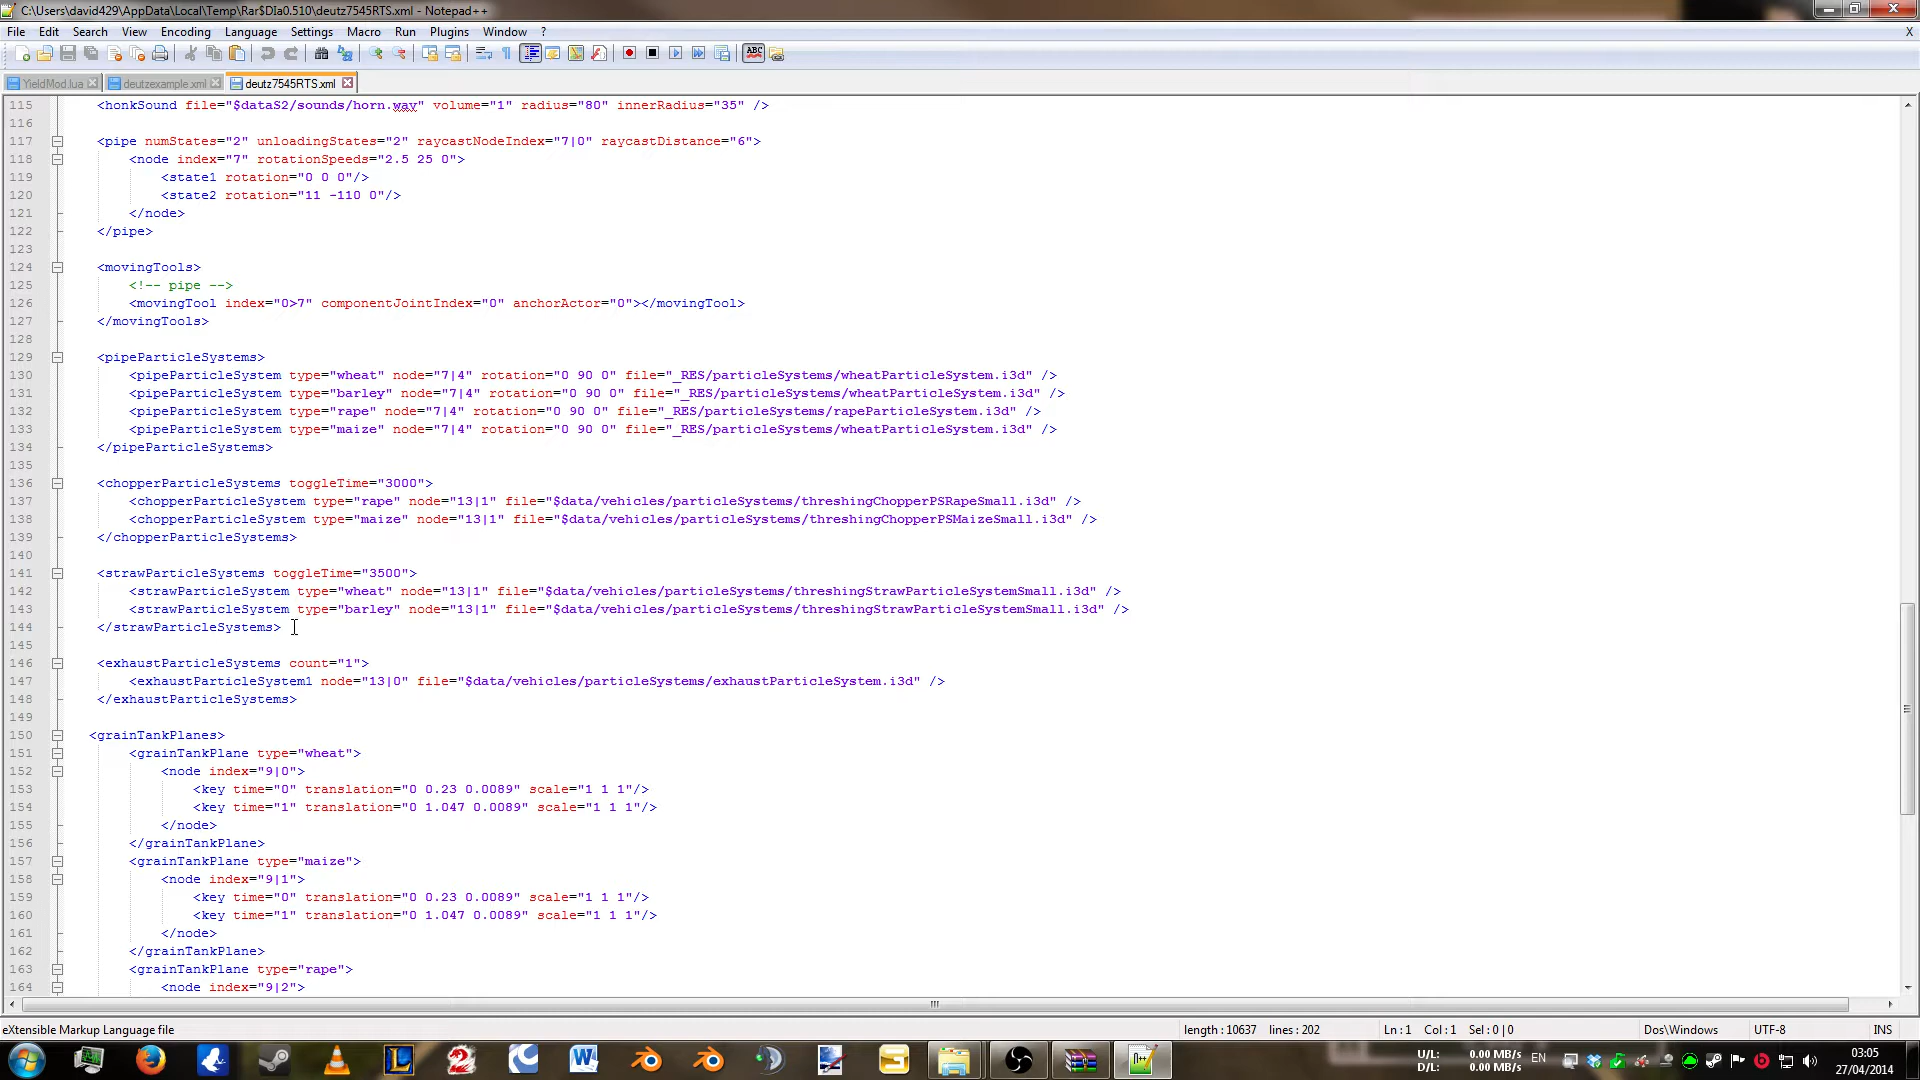 C:\Users\david429\AppData\Local\Temp\Rar$DIa0.510\deutz7545RTS.xml - Notepad++
File Edit Search View Encoding Language Settings Macro Run Plugins Window ? X
YieldMod.lua deutzexample.xml deutz7545RTS.xml
115 <honkSound file="$dataS2/sounds/horn.wav" volume="1" radius="80" innerRadius="35" />
116
117 <pipe numStates="2" unloadingStates="2" raycastNodeIndex="7|0" raycastDistance="6">
118 <node index="7" rotationSpeeds="2.5 25 0">
119 <state1 rotation="0 0 0"/>
120 <state2 rotation="11 -110 0"/>
121 </node>
122 </pipe>
123
124 <movingTools>
125 <!-- pipe -->
126 <movingTool index="0>7" componentJointIndex="0" anchorActor="0"></movingTool>
127 </movingTools>
128
129 <pipeParticleSystems>
130 <pipeParticleSystem type="wheat" node="7|4" rotation="0 90 0" file="_RES/particleSystems/wheatParticleSystem.i3d" />
131 <pipeParticleSystem type="barley" node="7|4" rotation="0 90 0" file="_RES/particleSystems/wheatParticleSystem.i3d" />
132 <pipeParticleSystem type="rape" node="7|4" rotation="0 90 0" file="_RES/particleSystems/rapeParticleSystem.i3d" />
133 <pipeParticleSystem type="maize" node="7|4" rotation="0 90 0" file="_RES/particleSystems/wheatParticleSystem.i3d" />
134 </pipeParticleSystems>
135
136 <chopperParticleSystems toggleTime="3000">
137 <chopperParticleSystem type="rape" node="13|1" file="$data/vehicles/particleSystems/threshingChopperPSRapeSmall.i3d" />
138 <chopperParticleSystem type="maize" node="13|1" file="$data/vehicles/particleSystems/threshingChopperPSMaizeSmall.i3d" />
139 </chopperParticleSystems>
140
141 <strawParticleSystems toggleTime="3500">
142 <strawParticleSystem type="wheat" node="13|1" file="$data/vehicles/particleSystems/threshingStrawParticleSystemSmall.i3d" />
143 <strawParticleSystem type="barley" node="13|1" file="$data/vehicles/particleSystems/threshingStrawParticleSystemSmall.i3d" />
144 </strawParticleSystems>
145
146 <exhaustParticleSystems count="1">
147 <exhaustParticleSystem1 node="13|0" file="$data/vehicles/particleSystems/exhaustParticleSystem.i3d" />
148 </exhaustParticleSystems>
149
150 <grainTankPlanes>
151 <grainTankPlane type="wheat">
152 <node index="9|0">
153 <key time="0" translation="0 0.23 0.0089" scale="1 1 1"/>
154 <key time="1" translation="0 1.047 0.0089" scale="1 1 1"/>
155 </node>
156 </grainTankPlane>
157 <grainTankPlane type="maize">
158 <node index="9|1">
159 <key time="0" translation="0 0.23 0.0089" scale="1 1 1"/>
160 <key time="1" translation="0 1.047 0.0089" scale="1 1 1"/>
161 </node>
162 </grainTankPlane>
163 <grainTankPlane type="rape">
164 <node index="9|2">
eXtensible Markup Language file length : 10637 lines : 202 Ln : 1 Col : 1 Sel : 0 | 0 Dos\Windows UTF-8 INS
U/L: 0.00 MB/s
D/L: 0.00 MB/s
EN
03:05
27/04/2014